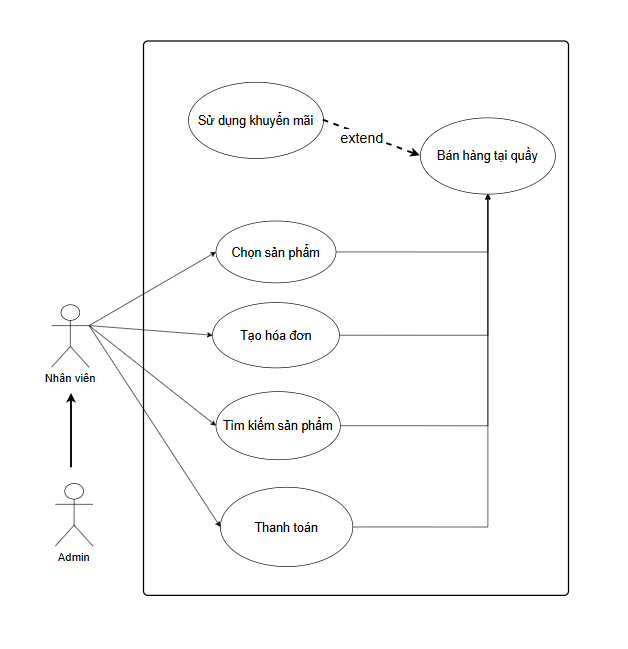 Sử dụng khuyễn mãi
extend
Bán hàng tại quầy
Chọn sản phẩm
Tạo hóa đơn
Nhân viên
Tìm kiếm sản phẩm
Thanh toán
Admin